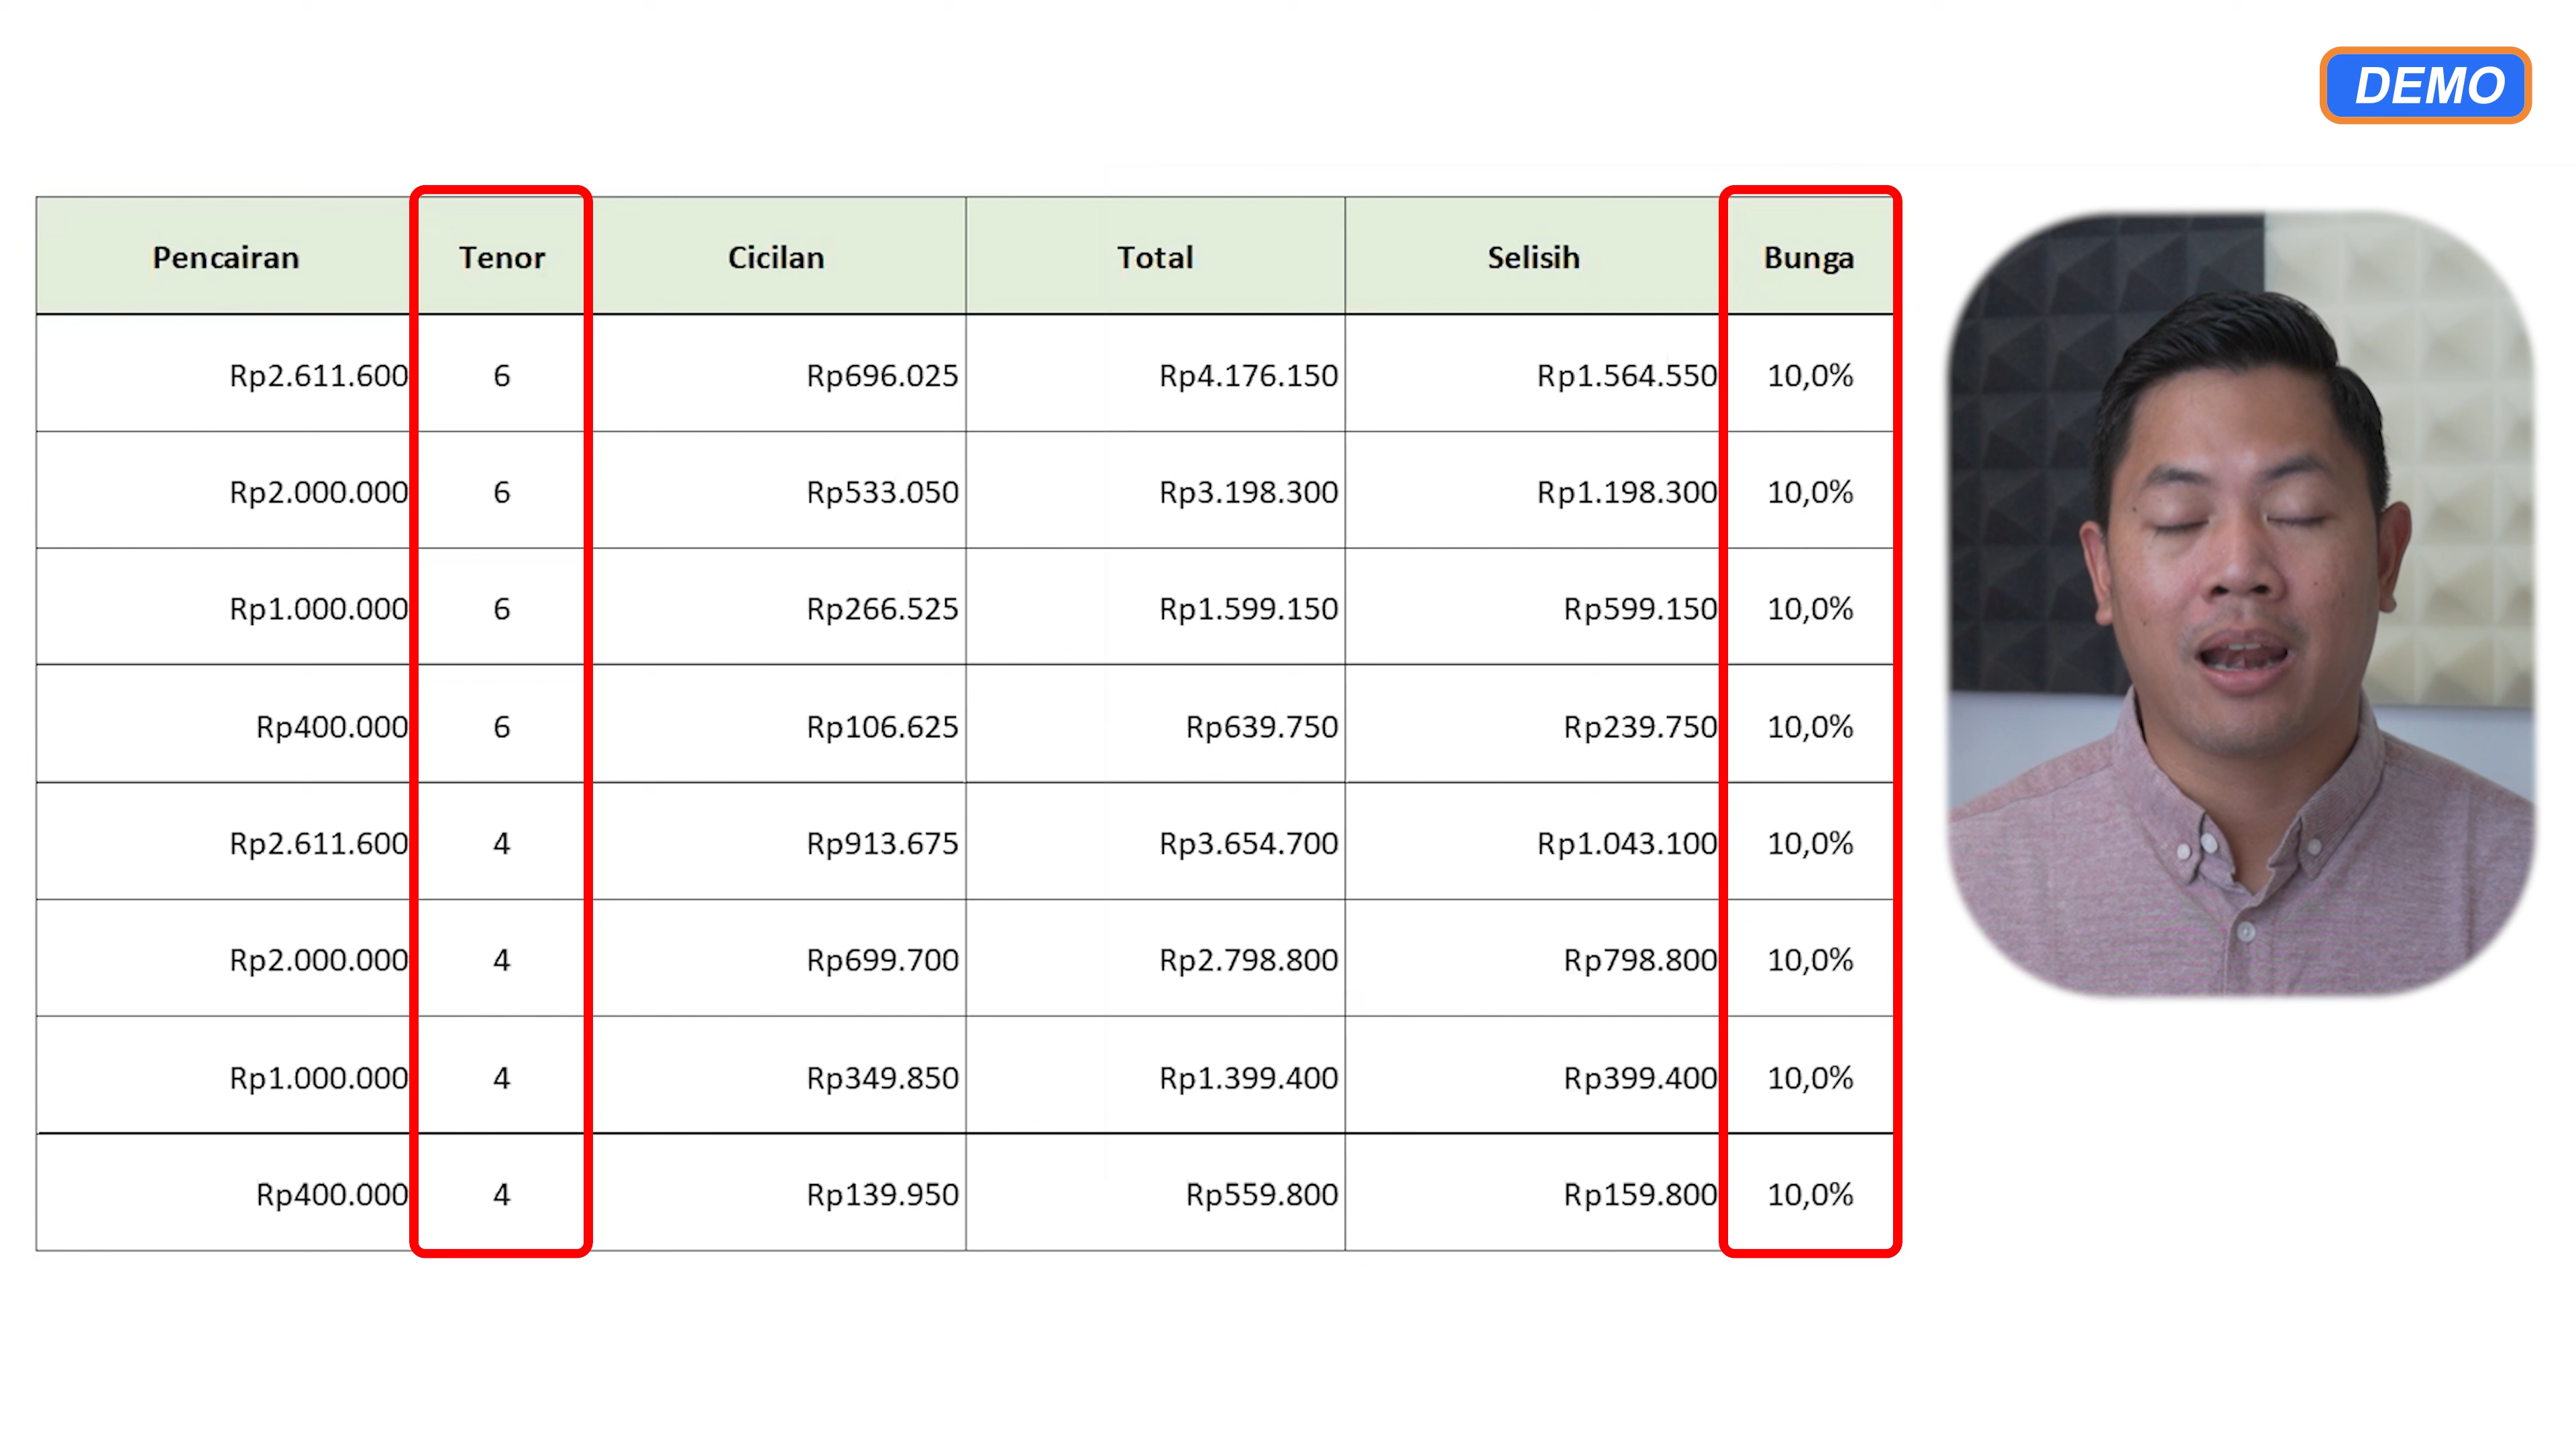 DEMO
Pencairan Tenor Cicilan Total Selisih Bunga
Rp2.611.600 6 Rp696.025 Rp4.176.150 Rp1.564.550 10,0%
Rp2.000.000 6 Rp533.050 Rp3.198.300 Rp1.198.300 10,0%
Rp1.000.000 6 Rp266.525 Rp1.599.150 Rp599.150 10,0%
Rp400.000 6 Rp106.625 Rp639.750 Rp239.750 10,0%
Rp2.611.600 4 Rp913.675 Rp3.654.700 Rp1.043.100 10,0%
Rp2.000.000 4 Rp699.700 Rp2.798.800 Rp798.800 10,0%
Rp1.000.000 4 Rp349.850 Rp1.399.400 Rp399.400 10,0%
Rp400.000 4 Rp139.950 Rp559.800 Rp159.800 10,0%